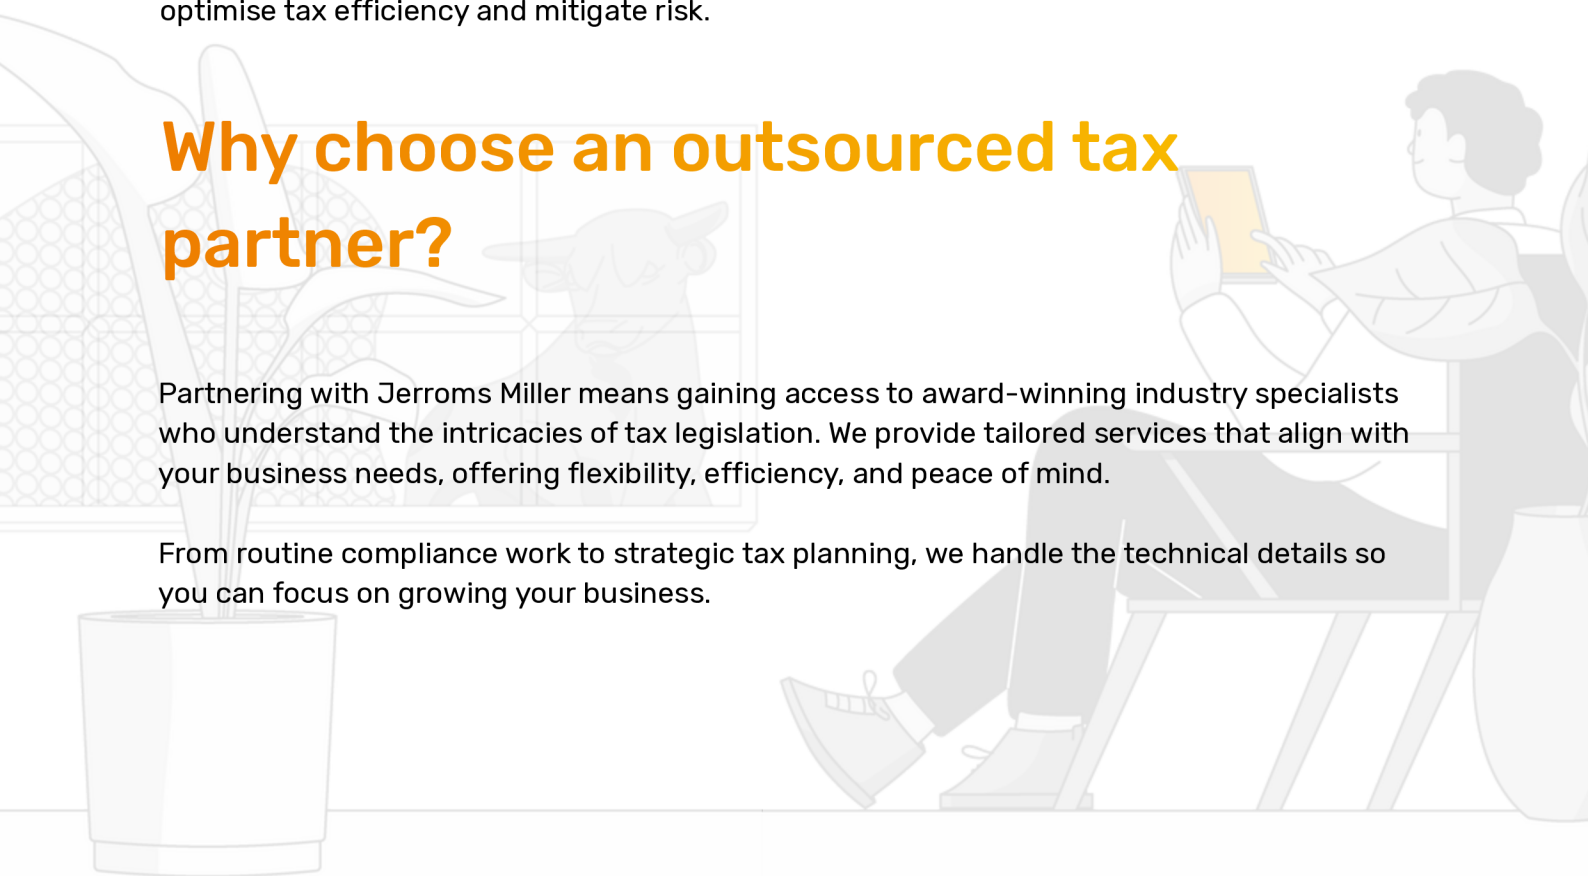 optimise tax efficiency and mitigate risk.
Why choose an outsourced tax
partner?
Partnering with Jerroms Miller means gaining access to award-winning industry specialists
who understand the intricacies of tax legislation. We provide tailored services that align with
your business needs, offering flexibility, efficiency, and peace of mind.
From routine compliance work to strategic tax planning, we handle the technical details so
you can focus on growing your business.